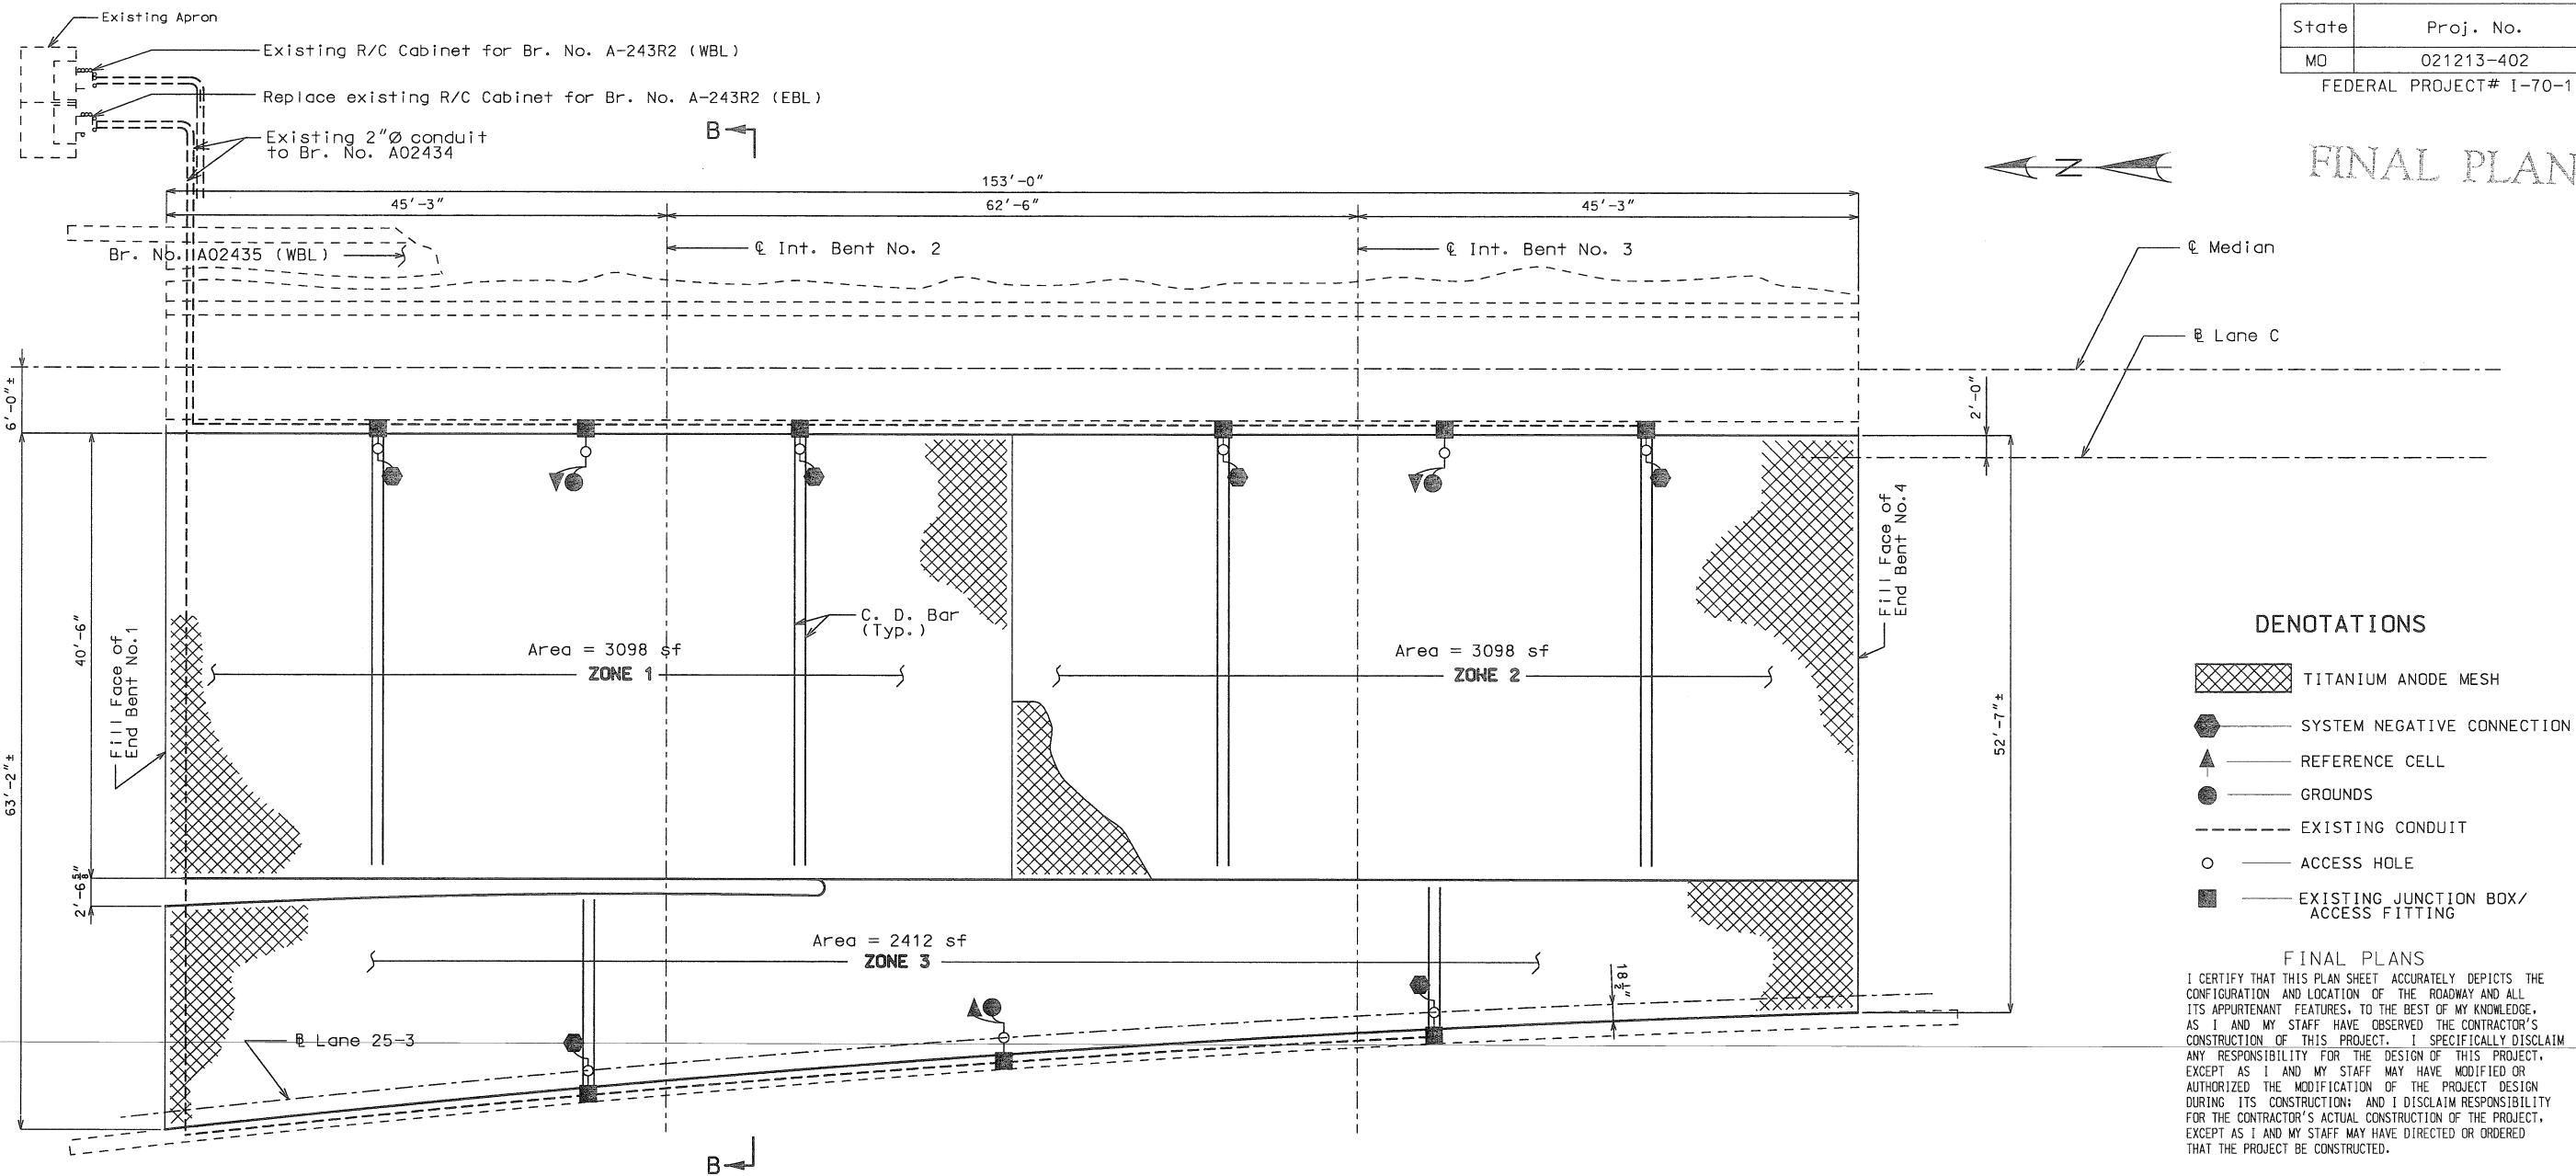 Existing Apron
Existing R/C Cabinet for Br. No. A-243R2 (WBL)
Replace existing R/C Cabinet for Br. No. A-243R2 (EBL)
Existing 2"Ø conduit
to Br. No. A02434
State Proj. No.
MO 021213-402
FEDERAL PROJECT# I-70-1
FINAL PLAN
B
N
153'-0"
45'-3" 62'-6" 45'-3"
Br. No. A02435 (WBL)
℄ Int. Bent No. 2
℄ Int. Bent No. 3
℄ Median
Lane C
6'-0"±
2'-0"
Fill Face of
End Bent No. 4
C. D. Bar
(Typ.)
Fill Face of
End Bent No. 1
40'-6"
63'-2"±
52'-7"±
Area = 3098 sf
ZONE 1
Area = 3098 sf
ZONE 2
2'-6 5/8"
Area = 2412 sf
ZONE 3
18 1/2"
Lane 25-3
B
DENOTATIONS
TITANIUM ANODE MESH
SYSTEM NEGATIVE CONNECTION
REFERENCE CELL
GROUNDS
EXISTING CONDUIT
ACCESS HOLE
EXISTING JUNCTION BOX/
ACCESS FITTING
FINAL PLANS
I CERTIFY THAT THIS PLAN SHEET ACCURATELY DEPICTS THE
CONFIGURATION AND LOCATION OF THE ROADWAY AND ALL
ITS APPURTENANT FEATURES, TO THE BEST OF MY KNOWLEDGE,
AS I AND MY STAFF HAVE OBSERVED THE CONTRACTOR'S
CONSTRUCTION OF THIS PROJECT. I SPECIFICALLY DISCLAIM
ANY RESPONSIBILITY FOR THE DESIGN OF THIS PROJECT,
EXCEPT AS I AND MY STAFF MAY HAVE MODIFIED OR
AUTHORIZED THE MODIFICATION OF THE PROJECT DESIGN
DURING ITS CONSTRUCTION; AND I DISCLAIM RESPONSIBILITY
FOR THE CONTRACTOR'S ACTUAL CONSTRUCTION OF THE PROJECT,
EXCEPT AS I AND MY STAFF MAY HAVE DIRECTED OR ORDERED
THAT THE PROJECT BE CONSTRUCTED.